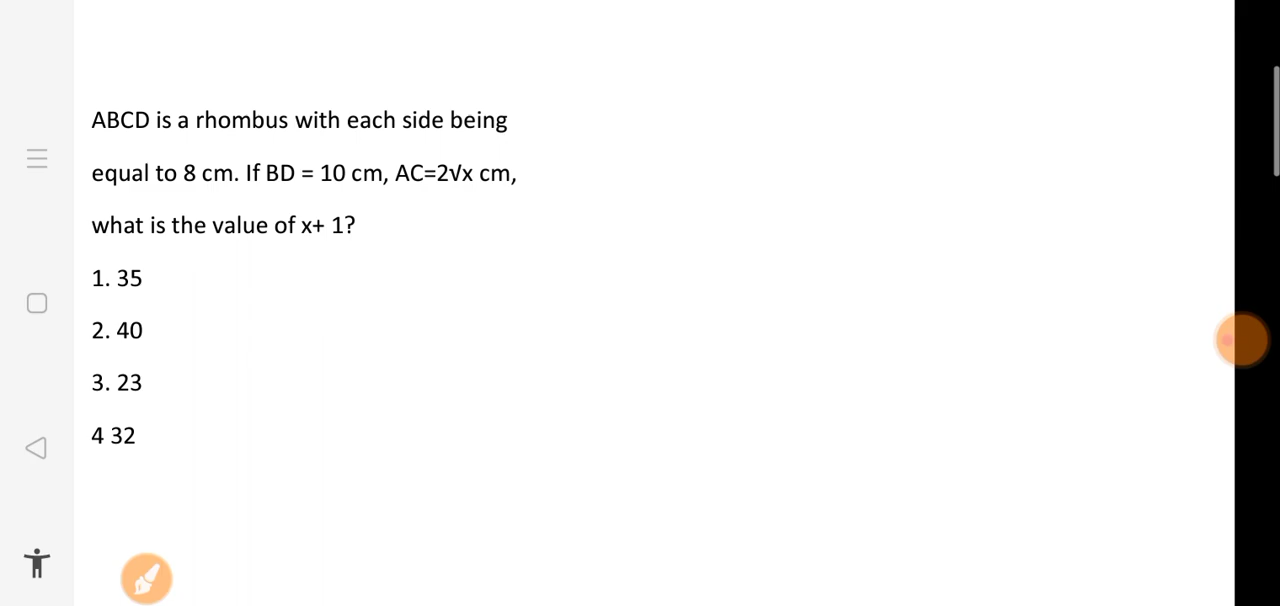 ABCD is a rhombus with each side being
equal to 8 cm. If BD = 10 cm, AC=2√x cm,
what is the value of x+ 1?
1. 35
2. 40
3. 23
4 32